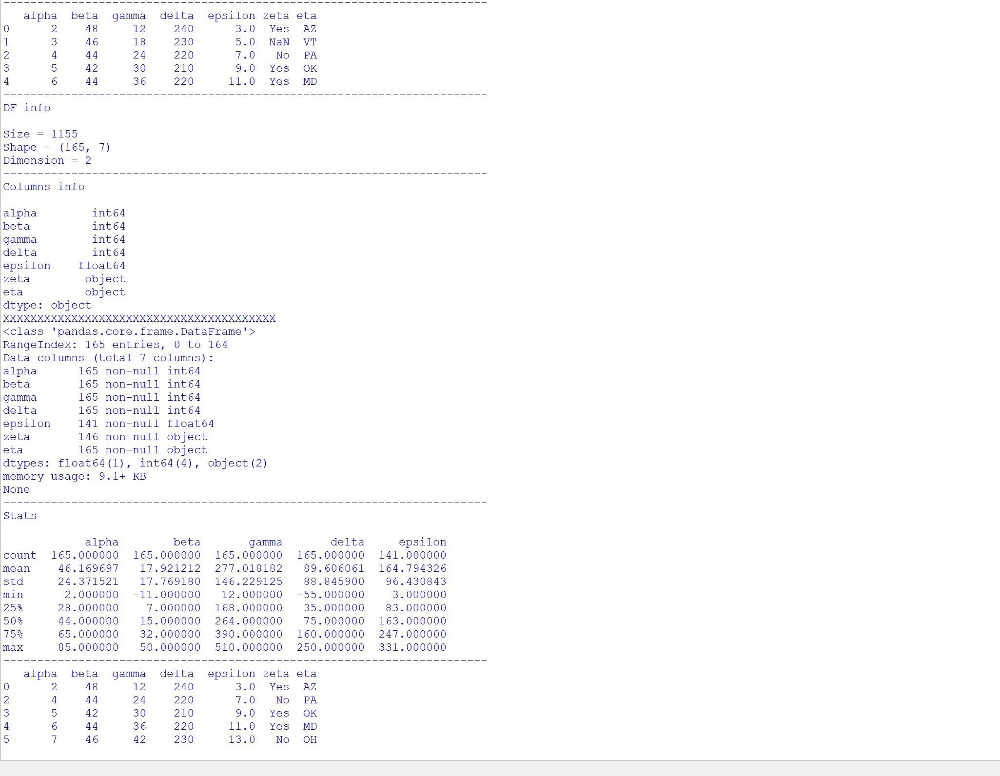 -----------------------------------------------------------------------
   alpha  beta  gamma  delta  epsilon zeta eta
0      2    48     12    240      3.0  Yes  AZ
1      3    46     18    230      5.0  NaN  VT
2      4    44     24    220      7.0   No  PA
3      5    42     30    210      9.0  Yes  OK
4      6    44     36    220     11.0  Yes  MD
-----------------------------------------------------------------------
DF info
Size = 1155
Shape = (165, 7)
Dimension = 2
-----------------------------------------------------------------------
Columns info
alpha        int64
beta         int64
gamma        int64
delta        int64
epsilon    float64
zeta        object
eta         object
dtype: object
XXXXXXXXXXXXXXXXXXXXXXXXXXXXXXXXXXXXXXXX
<class 'pandas.core.frame.DataFrame'>
RangeIndex: 165 entries, 0 to 164
Data columns (total 7 columns):
alpha      165 non-null int64
beta       165 non-null int64
gamma      165 non-null int64
delta      165 non-null int64
epsilon    141 non-null float64
zeta       146 non-null object
eta        165 non-null object
dtypes: float64(1), int64(4), object(2)
memory usage: 9.1+ KB
None
-----------------------------------------------------------------------
Stats
            alpha        beta       gamma       delta     epsilon
count  165.000000  165.000000  165.000000  165.000000  141.000000
mean    46.169697   17.921212  277.018182   89.606061  164.794326
std     24.371521   17.769180  146.229125   88.845900   96.430843
min      2.000000  -11.000000   12.000000  -55.000000    3.000000
25%     28.000000    7.000000  168.000000   35.000000   83.000000
50%     44.000000   15.000000  264.000000   75.000000  163.000000
75%     65.000000   32.000000  390.000000  160.000000  247.000000
max     85.000000   50.000000  510.000000  250.000000  331.000000
-----------------------------------------------------------------------
   alpha  beta  gamma  delta  epsilon zeta eta
0      2    48     12    240      3.0  Yes  AZ
2      4    44     24    220      7.0   No  PA
3      5    42     30    210      9.0  Yes  OK
4      6    44     36    220     11.0  Yes  MD
5      7    46     42    230     13.0   No  OH